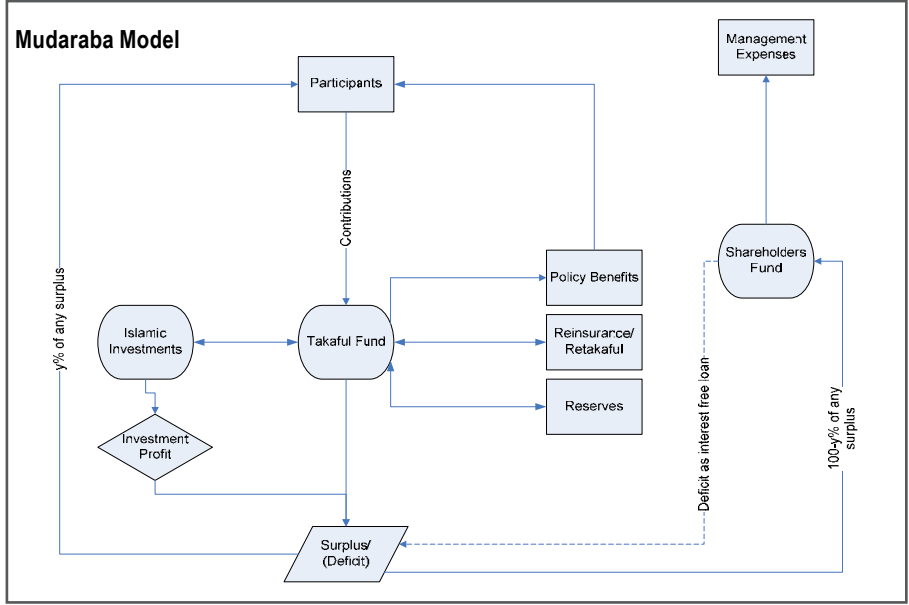 Mudaraba Model
Management
Expenses
Participants
Contributions
Shareholders
Fund
Policy Benefits
y% of any surplus
Islamic
Investments
Takaful Fund
Reinsurance/
Retakaful
Reserves
Deficit as interest free loan
100-y% of any
surplus
Investment
Profit
Surplus/
(Deficit)